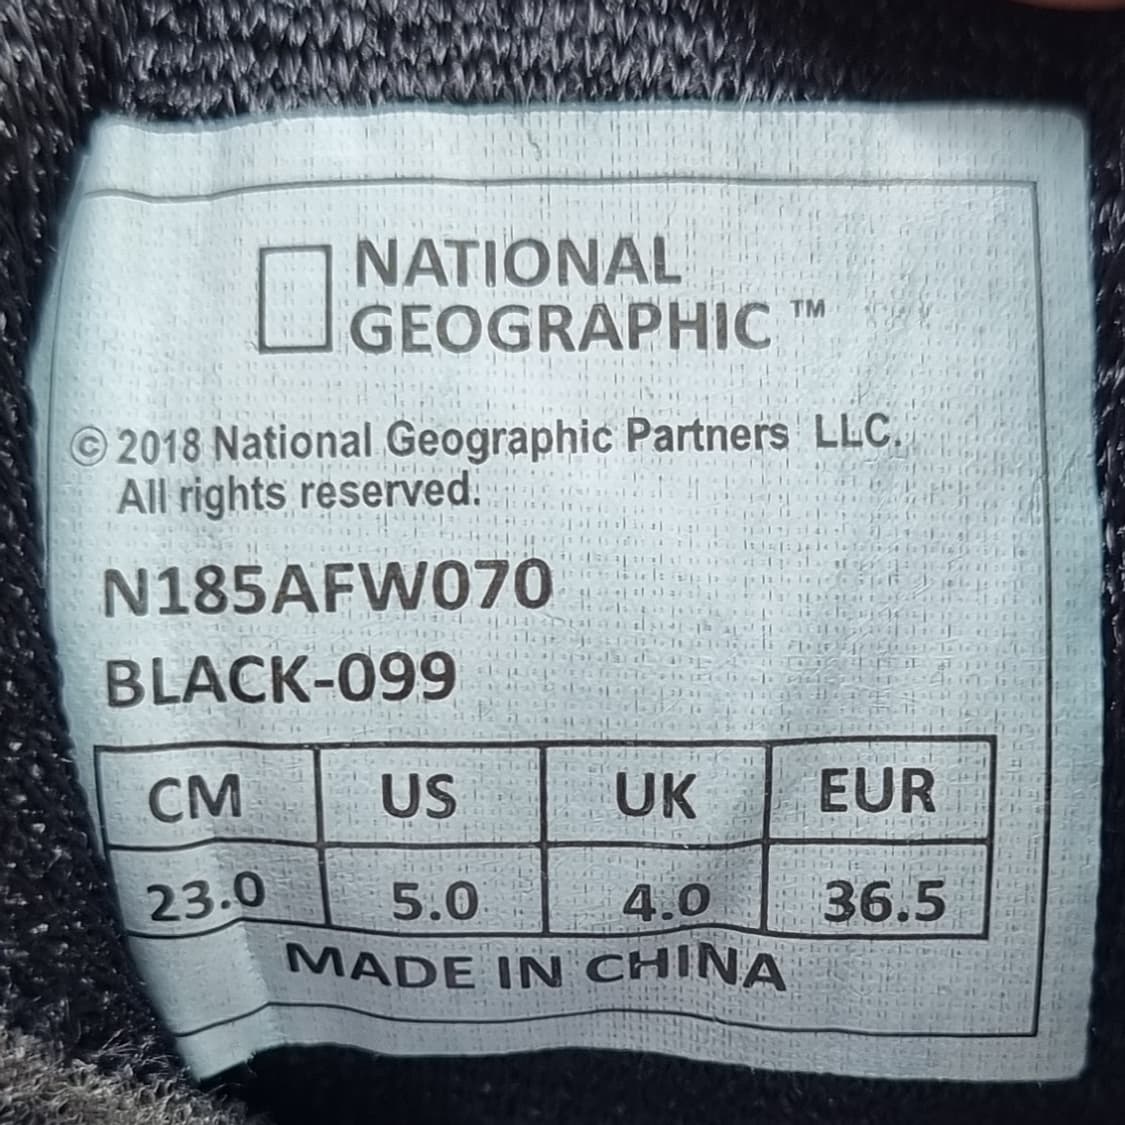 NATIONAL
GEOGRAPHIC ™
© 2018 National Geographic Partners LLC.
All rights reserved.
N185AFW070
BLACK-099
CM US UK EUR
23.0 5.0 4.0 36.5
MADE IN CHINA